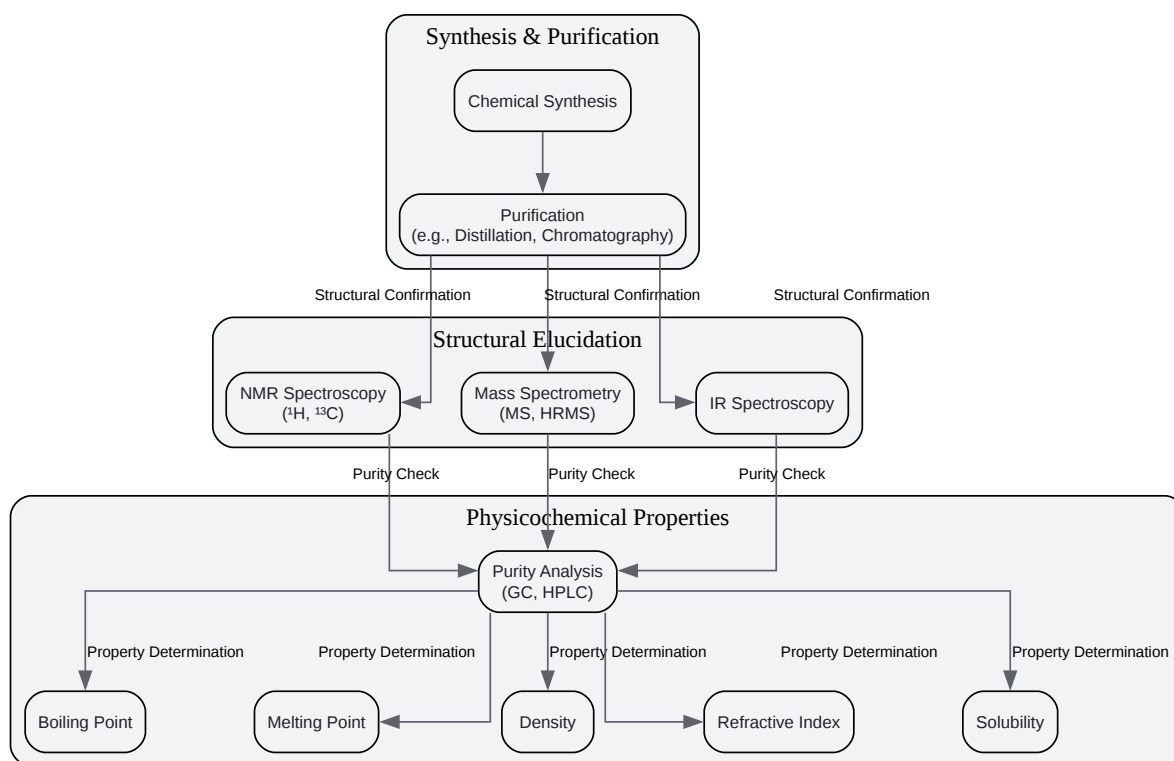 Synthesis & Purification
Chemical Synthesis
Purification
(e.g., Distillation, Chromatography)
Structural Confirmation
Structural Confirmation
Structural Confirmation
Structural Elucidation
NMR Spectroscopy
(¹H, ¹³C)
Mass Spectrometry
(MS, HRMS)
IR Spectroscopy
Purity Check
Purity Check
Purity Check
Physicochemical Properties
Purity Analysis
(GC, HPLC)
Property Determination
Property Determination
Property Determination
Property Determination
Property Determination
Boiling Point
Melting Point
Density
Refractive Index
Solubility